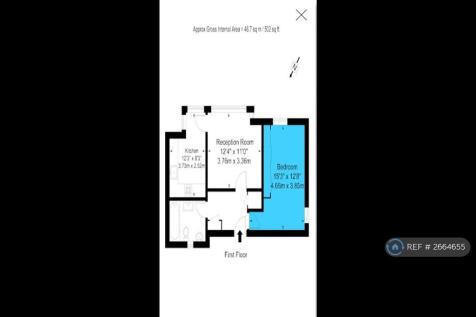 Approx Gross Internal Area = 46.7 sq m / 502 sq ft
Kitchen
12'3" x 8'3"
3.73m x 2.52m
Reception Room
12'4" x 11'0"
3.76m x 3.36m
Bedroom
15'3" x 12'8"
4.66m x 3.85m
First Floor
REF # 2664655